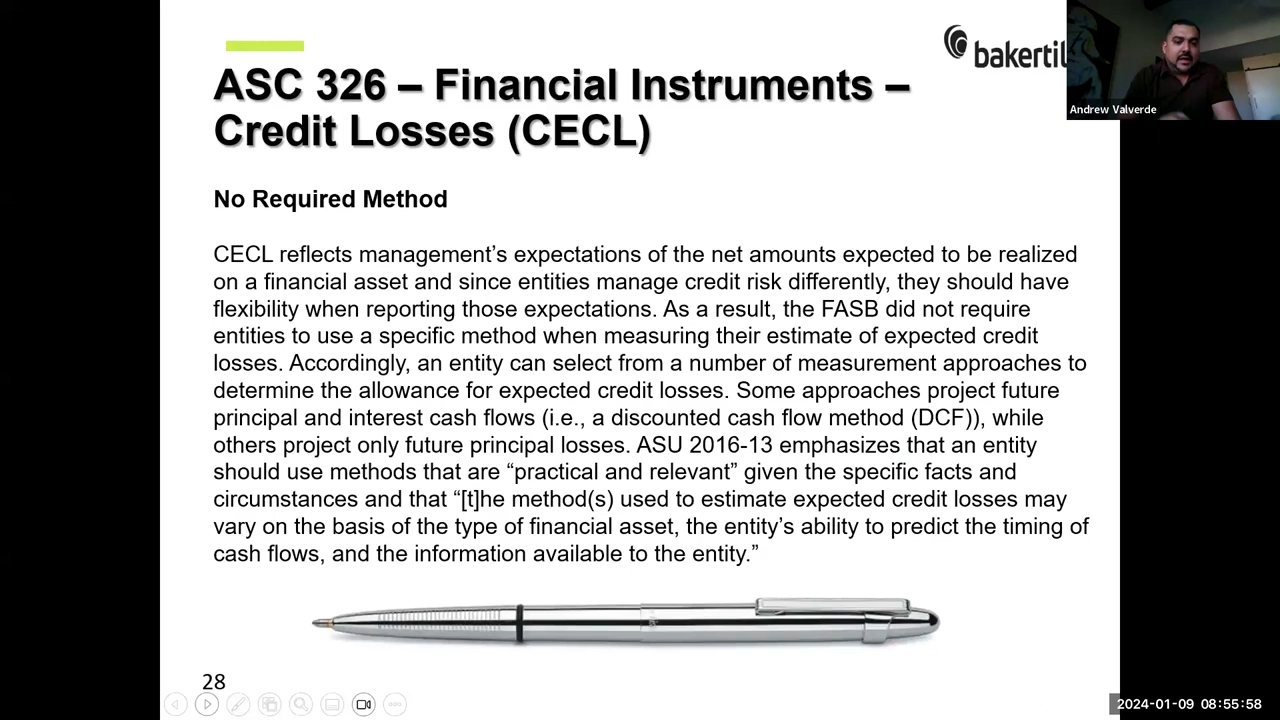 bakertil
Andrew Valverde
ASC 326 – Financial Instruments –
Credit Losses (CECL)
No Required Method
CECL reflects management’s expectations of the net amounts expected to be realized
on a financial asset and since entities manage credit risk differently, they should have
flexibility when reporting those expectations. As a result, the FASB did not require
entities to use a specific method when measuring their estimate of expected credit
losses. Accordingly, an entity can select from a number of measurement approaches to
determine the allowance for expected credit losses. Some approaches project future
principal and interest cash flows (i.e., a discounted cash flow method (DCF)), while
others project only future principal losses. ASU 2016-13 emphasizes that an entity
should use methods that are “practical and relevant” given the specific facts and
circumstances and that “[t]he method(s) used to estimate expected credit losses may
vary on the basis of the type of financial asset, the entity’s ability to predict the timing of
cash flows, and the information available to the entity.”
28
2024-01-09 08:55:58